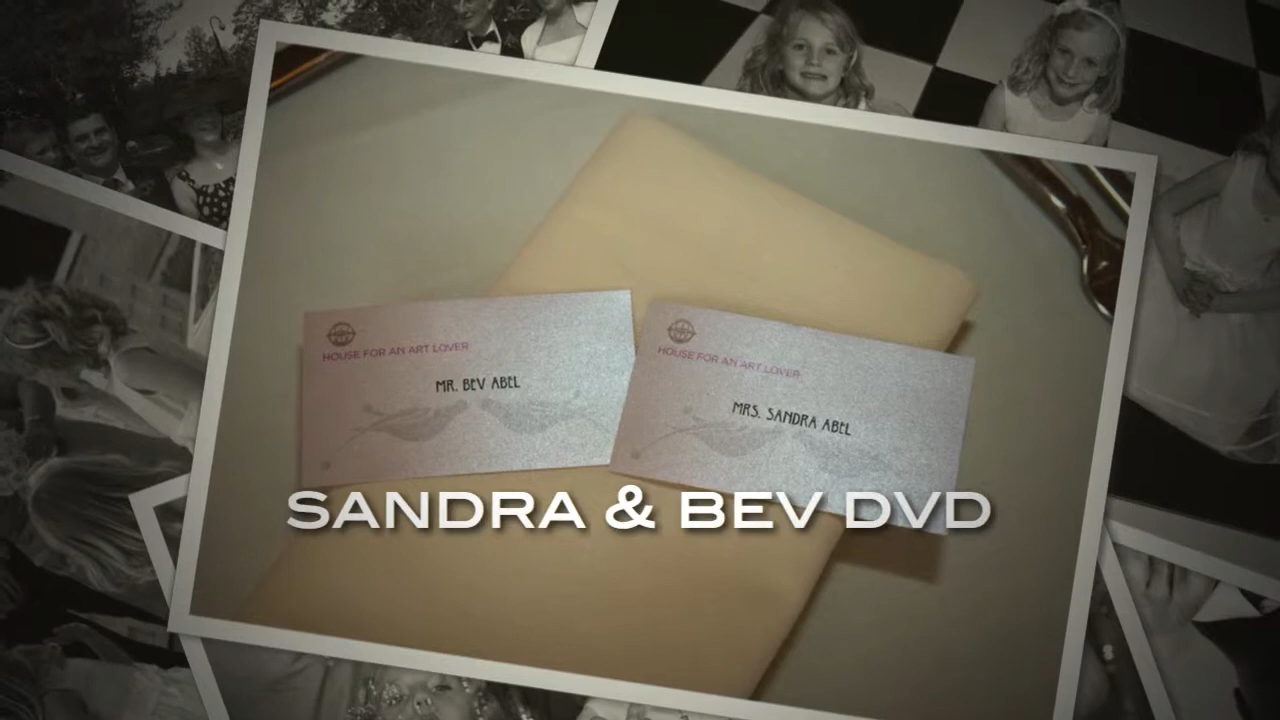 HOUSE FOR AN ART LOVER
MR. BEV ABEL
HOUSE FOR AN ART LOVER
MRS. SANDRA ABEL
SANDRA & BEV DVD